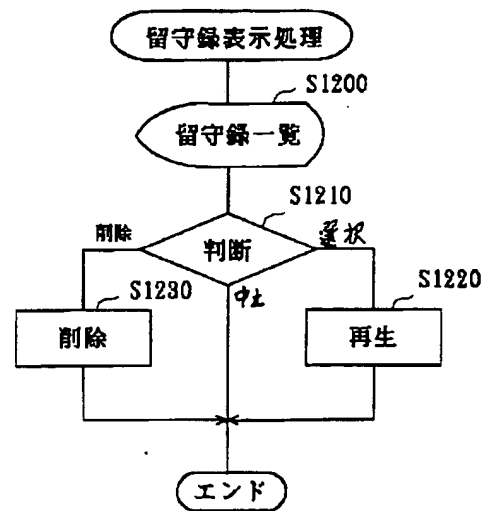 留守録表示処理
S1200
留守録一覧
S1210
削除
判断
選択
中止
S1230
S1220
削除
再生
エンド